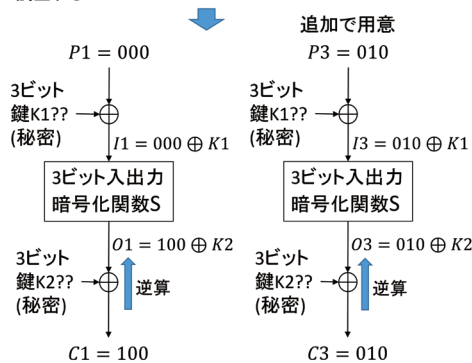 追加で用意
P1 = 000
P3 = 010
3ビット
鍵K1??
(秘密)
I1 = 000 ⊕ K1
3ビット
鍵K1??
(秘密)
I3 = 010 ⊕ K1
3ビット入出力
暗号化関数S
3ビット入出力
暗号化関数S
3ビット
鍵K2??
(秘密)
O1 = 100 ⊕ K2
逆算
3ビット
鍵K2??
(秘密)
O3 = 010 ⊕ K2
逆算
C1 = 100
C3 = 010